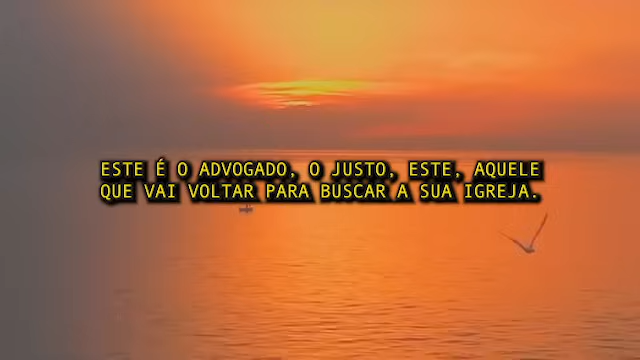 ESTE É O ADVOGADO, O JUSTO, ESTE, AQUELE
QUE VAI VOLTAR PARA BUSCAR A SUA IGREJA.